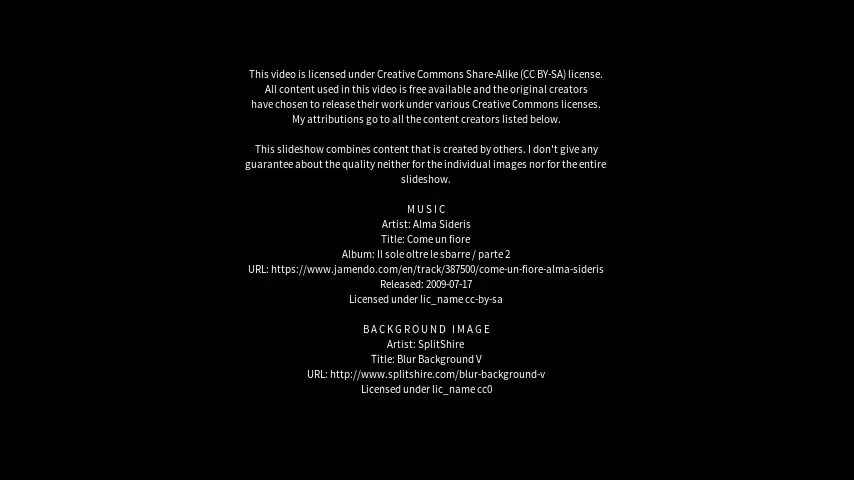 This video is licensed under Creative Commons Share-Alike (CC BY-SA) license.
All content used in this video is free available and the original creators
have chosen to release their work under various Creative Commons licenses.
My attributions go to all the content creators listed below.
This slideshow combines content that is created by others. I don't give any
guarantee about the quality neither for the individual images nor for the entire
slideshow.
MUSIC
Artist: Alma Sideris
Title: Come un fiore
Album: Il sole oltre le sbarre / parte 2
URL: https://www.jamendo.com/en/track/387500/come-un-fiore-alma-sideris
Released: 2009-07-17
Licensed under lic_name cc-by-sa
BACKGROUND IMAGE
Artist: SplitShire
Title: Blur Background V
URL: http://www.splitshire.com/blur-background-v
Licensed under lic_name cc0